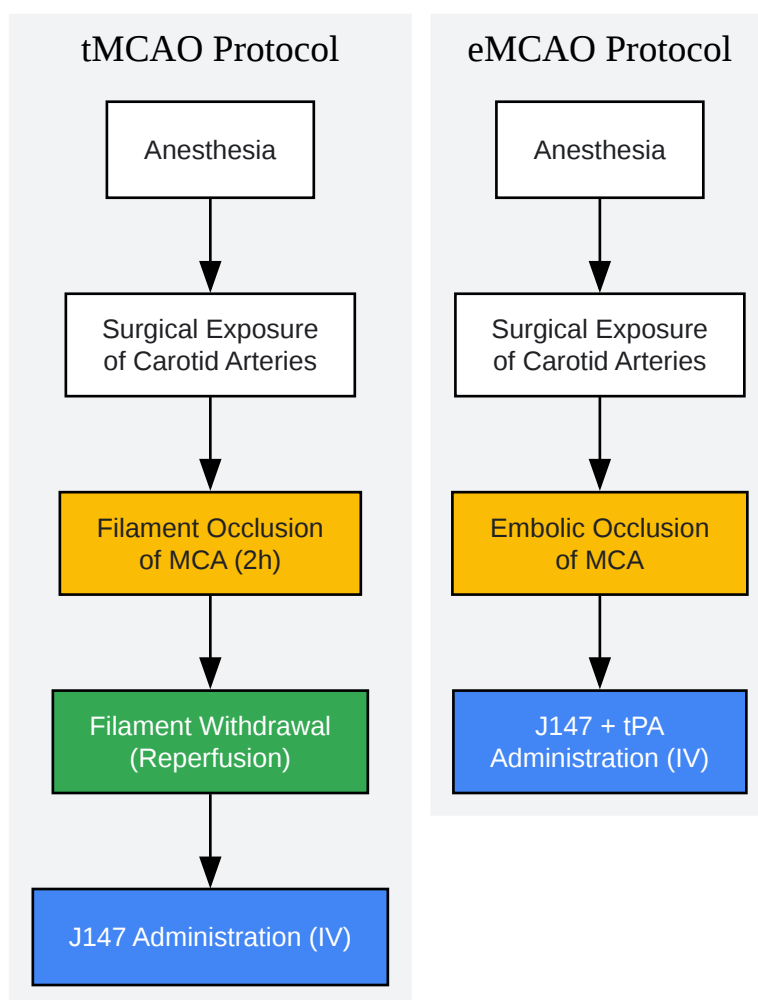 tMCAO Protocol
Anesthesia
Surgical Exposure
of Carotid Arteries
Filament Occlusion
of MCA (2h)
Filament Withdrawal
(Reperfusion)
J147 Administration (IV)
eMCAO Protocol
Anesthesia
Surgical Exposure
of Carotid Arteries
Embolic Occlusion
of MCA
J147 + tPA
Administration (IV)